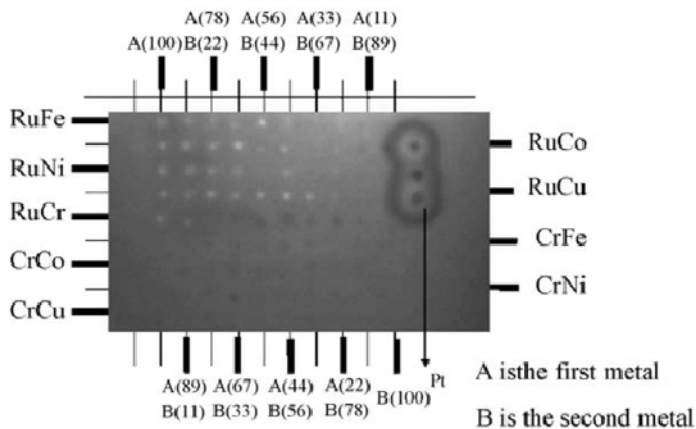 A(78) A(56) A(33) A(11)
A(100) B(22) B(44) B(67) B(89)
RuFe
RuCo
RuNi
RuCu
RuCr
CrFe
CrCo
CrNi
CrCu
Pt
A(89) A(67) A(44) A(22)
B(11) B(33) B(56) B(78)
B(100)
A isthe first metal
B is the second metal